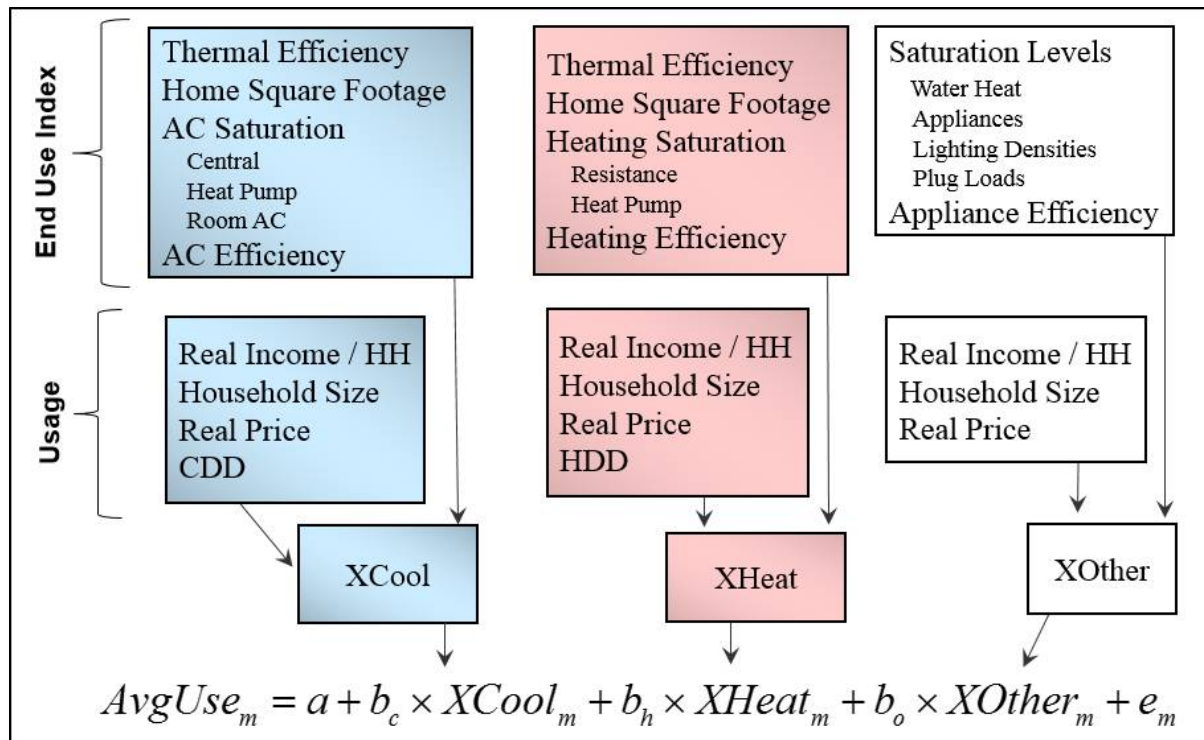 End Use Index
Thermal Efficiency
Home Square Footage
AC Saturation
Central
Heat Pump
Room AC
AC Efficiency
Thermal Efficiency
Home Square Footage
Heating Saturation
Resistance
Heat Pump
Heating Efficiency
Saturation Levels
Water Heat
Appliances
Lighting Densities
Plug Loads
Appliance Efficiency
Usage
Real Income / HH
Household Size
Real Price
CDD
Real Income / HH
Household Size
Real Price
HDD
Real Income / HH
Household Size
Real Price
XCool
XHeat
XOther
AvgUse_m = a + b_c × XCool_m + b_h × XHeat_m + b_o × XOther_m + e_m